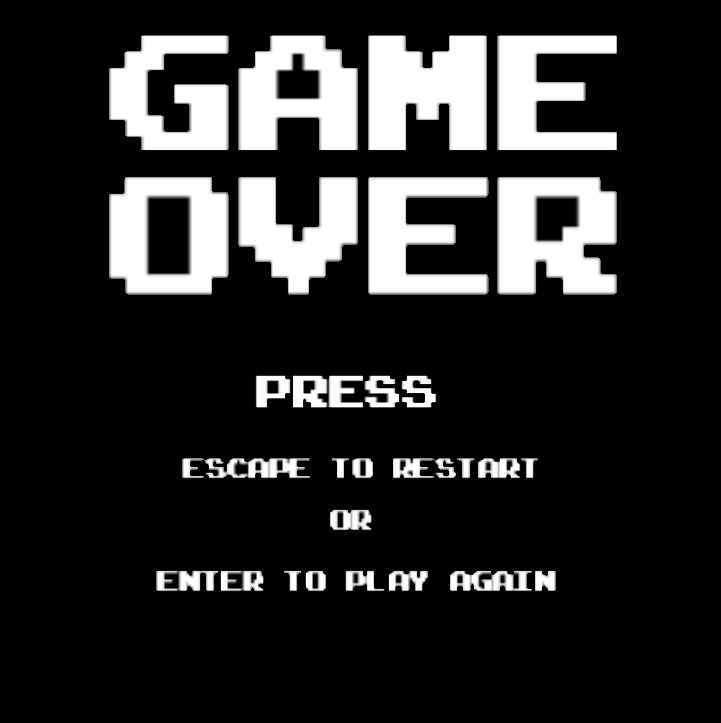 GAME
OVER
PRESS
ESCAPE TO RESTART
OR
ENTER TO PLAY AGAIN